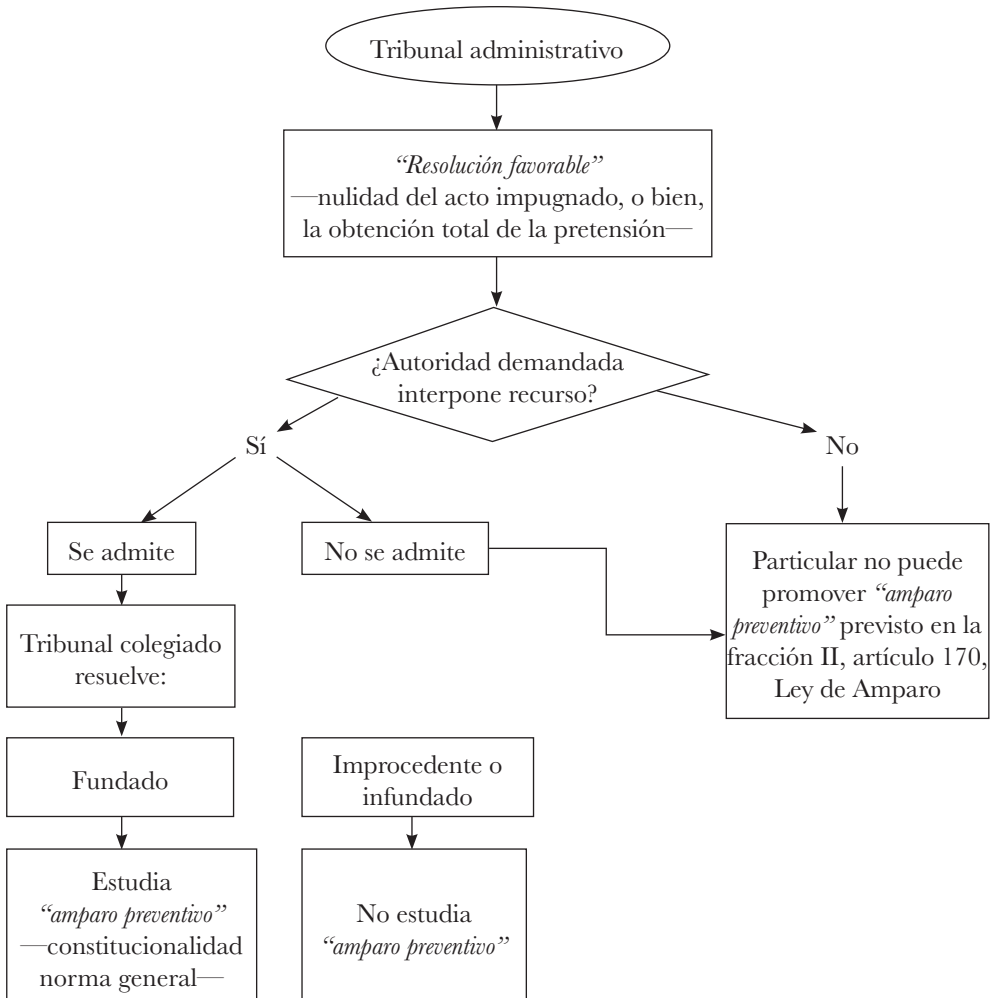 Tribunal administrativo
“Resolución favorable”
—nulidad del acto impugnado, o bien,
la obtención total de la pretensión—
¿Autoridad demandada
interpone recurso?
Sí
No
Se admite
No se admite
Particular no puede
promover “amparo
preventivo” previsto en la
fracción II, artículo 170,
Ley de Amparo
Tribunal colegiado
resuelve:
Fundado
Improcedente o
infundado
Estudia
“amparo preventivo”
—constitucionalidad
norma general—
No estudia
“amparo preventivo”